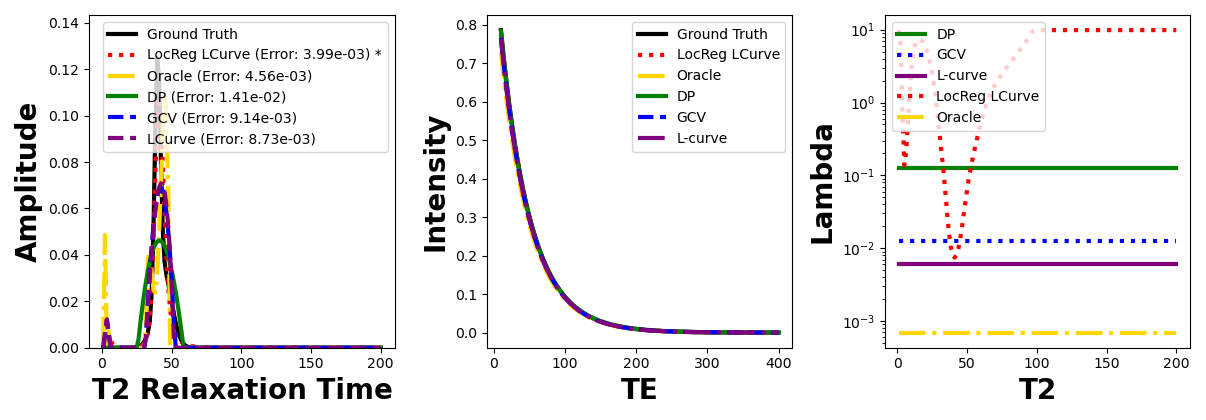 0.14
0.12
0.10
0.08
0.06
0.04
0.02
0.00
Amplitude
Ground Truth
LocReg LCurve (Error: 3.99e-03) *
Oracle (Error: 4.56e-03)
DP (Error: 1.41e-02)
GCV (Error: 9.14e-03)
LCurve (Error: 8.73e-03)
0 50 100 150 200
T2 Relaxation Time
0.8
0.7
0.6
0.5
0.4
0.3
0.2
0.1
0.0
Intensity
Ground Truth
LocReg LCurve
Oracle
DP
GCV
L-curve
0 100 200 300 400
TE
10¹
10⁰
10⁻¹
10⁻²
10⁻³
Lambda
DP
GCV
L-curve
LocReg LCurve
Oracle
0 50 100 150 200
T2